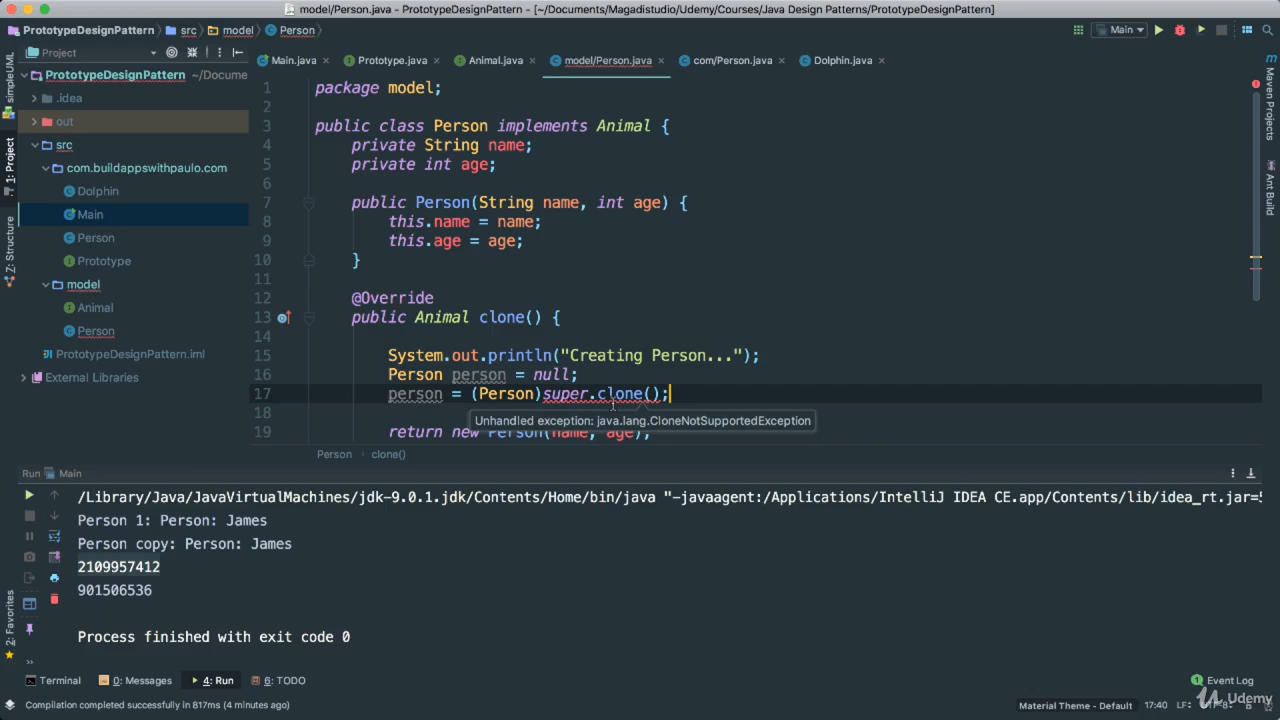 model/Person.java - PrototypeDesignPattern - [~/Documents/Magadistudio/Udemy/Courses/Java Design Patterns/PrototypeDesignPattern]
PrototypeDesignPattern src model Person Main
Project
Main.java Prototype.java Animal.java model/Person.java com/Person.java Dolphin.java
PrototypeDesignPattern ~/Docume
.idea
out
src
com.buildappswithpaulo.com
Dolphin
Main
Person
Prototype
model
Animal
Person
PrototypeDesignPattern.iml
External Libraries
simpleUML
1: Project
Z: Structure
2: Favorites
Maven Projects
Ant Build
1 package model;
2
3 public class Person implements Animal {
4 private String name;
5 private int age;
6
7 public Person(String name, int age) {
8 this.name = name;
9 this.age = age;
10 }
11
12 @Override
13 public Animal clone() {
14
15 System.out.println("Creating Person...");
16 Person person = null;
17 person = (Person)super.clone();
18
Unhandled exception: java.lang.CloneNotSupportedException
19 return new Person(name, age);
Person clone()
Run Main
/Library/Java/JavaVirtualMachines/jdk-9.0.1.jdk/Contents/Home/bin/java "-javaagent:/Applications/IntelliJ IDEA CE.app/Contents/lib/idea_rt.jar=5
Person 1: Person: James
Person copy: Person: James
2109957412
901506536
Process finished with exit code 0
Terminal 0: Messages 4: Run 6: TODO 1 Event Log
Compilation completed successfully in 817ms (4 minutes ago) Material Theme - Default 17:40 LF÷ UTF-8÷
Udemy